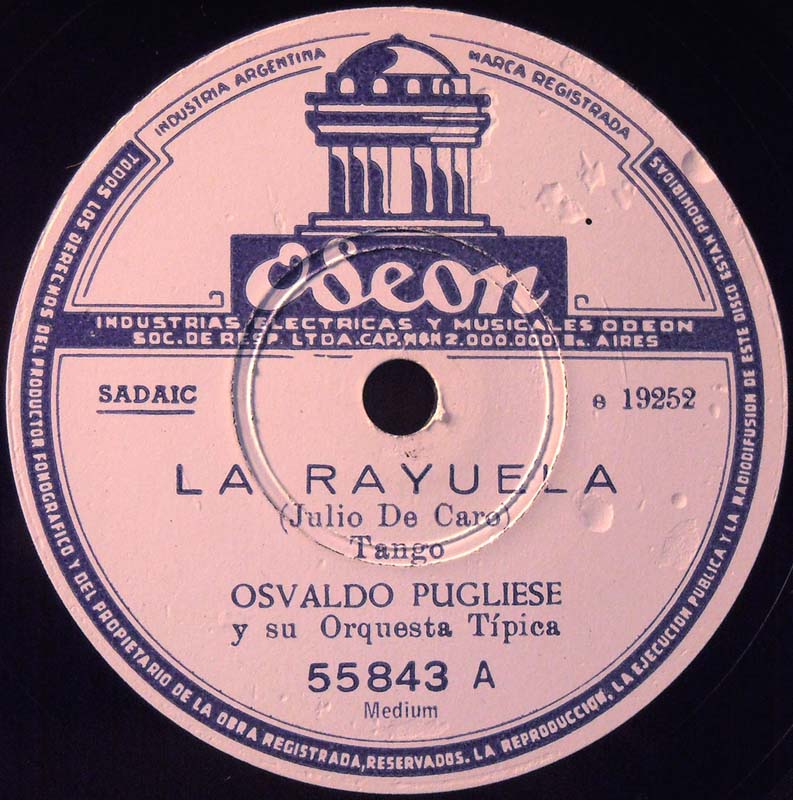 INDUSTRIA ARGENTINA
MARCA REGISTRADA
Odeon
INDUSTRIAS ELECTRICAS Y MUSICALES ODEON
SOC. DE RESP. LTDA. CAP. M$N 2.000.000 Bs. AIRES
SADAIC
e 19252
LA RAYUELA
(Julio De Caro)
Tango
OSVALDO PUGLIESE
y su Orquesta Típica
55843 A
Medium
TODOS LOS DERECHOS DEL PRODUCTOR FONOGRAFICO Y DEL PROPIETARIO DE LA OBRA REGISTRADA, RESERVADOS. LA REPRODUCCION, LA EJECUCION PUBLICA Y LA RADIODIFUSION DE ESTE DISCO ESTAN PROHIBIDAS